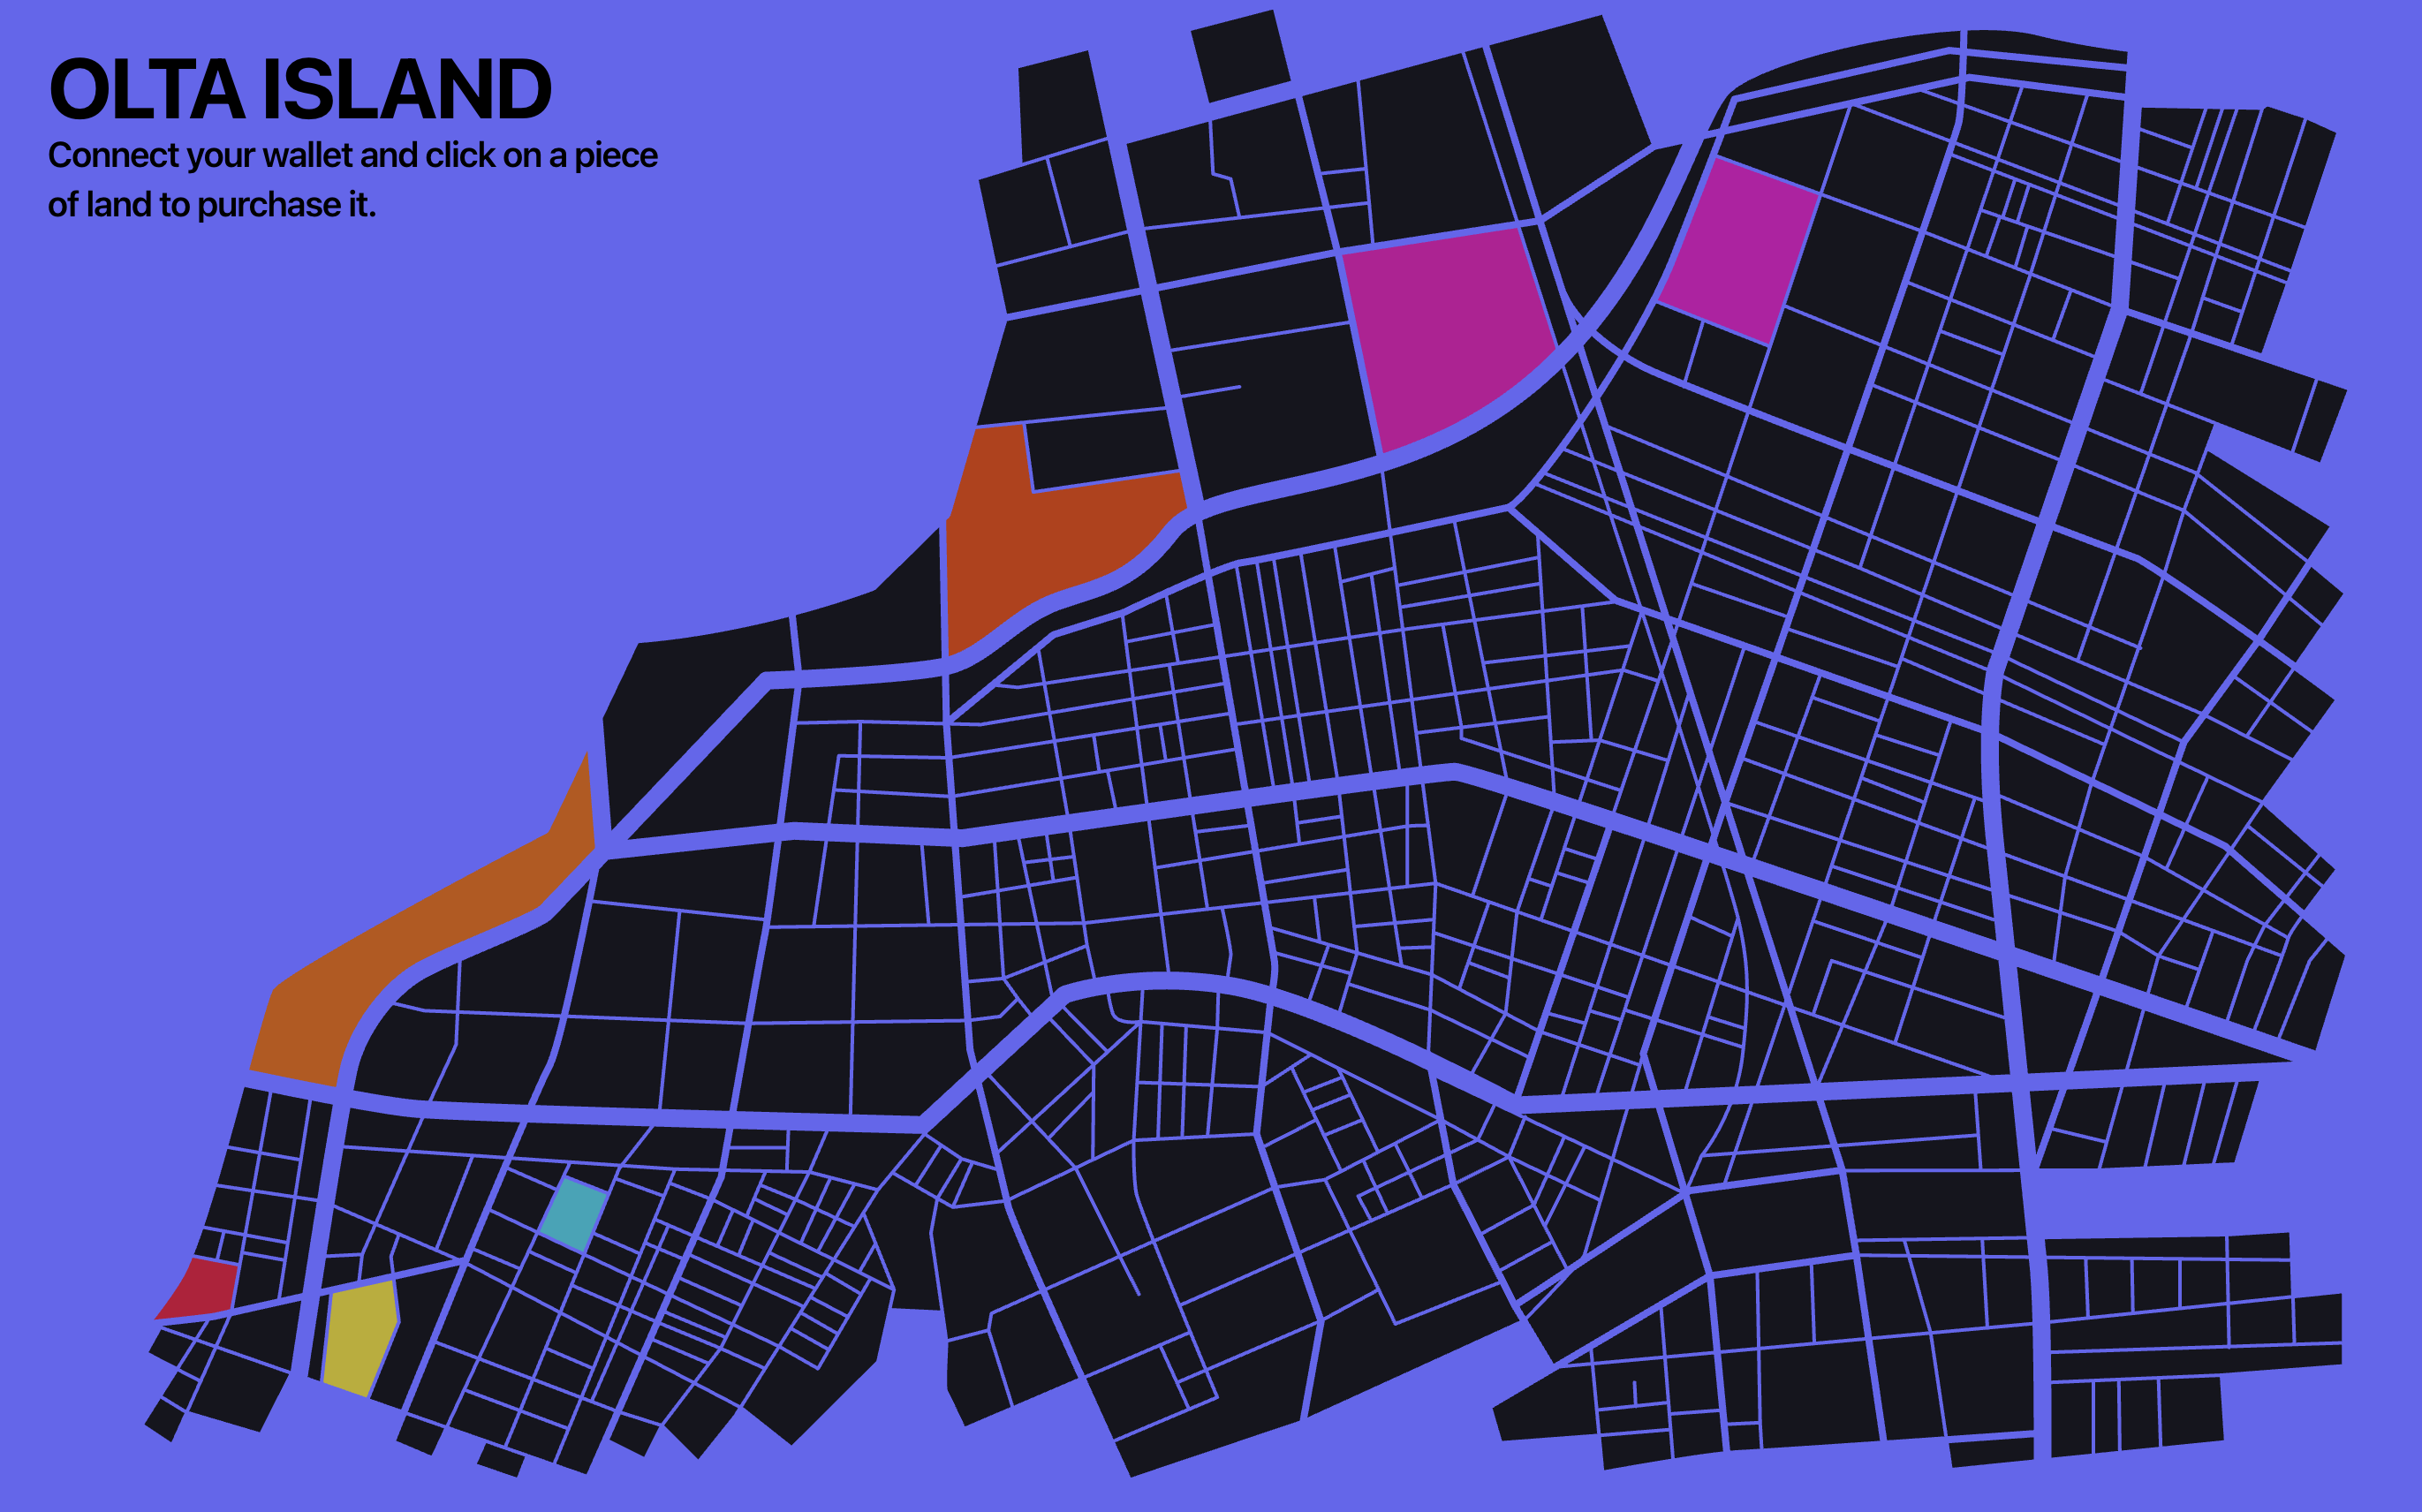 OLTA ISLAND
Connect your wallet and click on a piece
of land to purchase it.